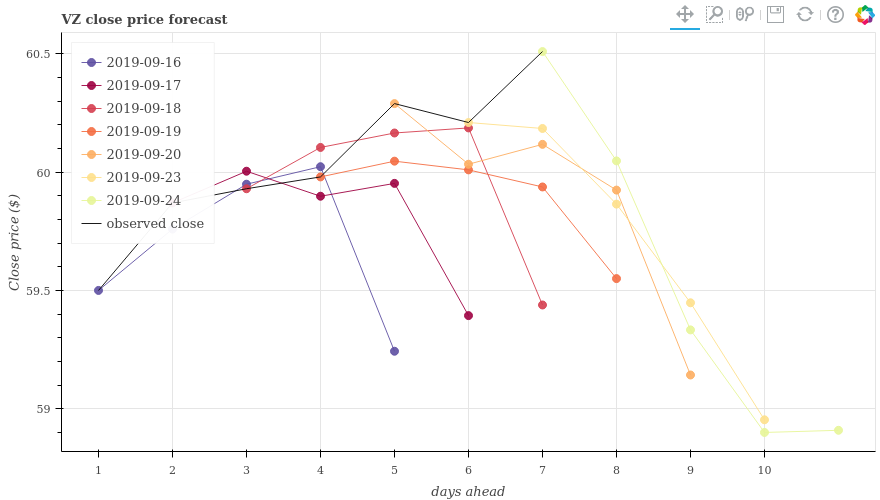 VZ close price forecast
60.5
60
59.5
59
Close price ($)
2019-09-16
2019-09-17
2019-09-18
2019-09-19
2019-09-20
2019-09-23
2019-09-24
observed close
1 2 3 4 5 6 7 8 9 10
days ahead